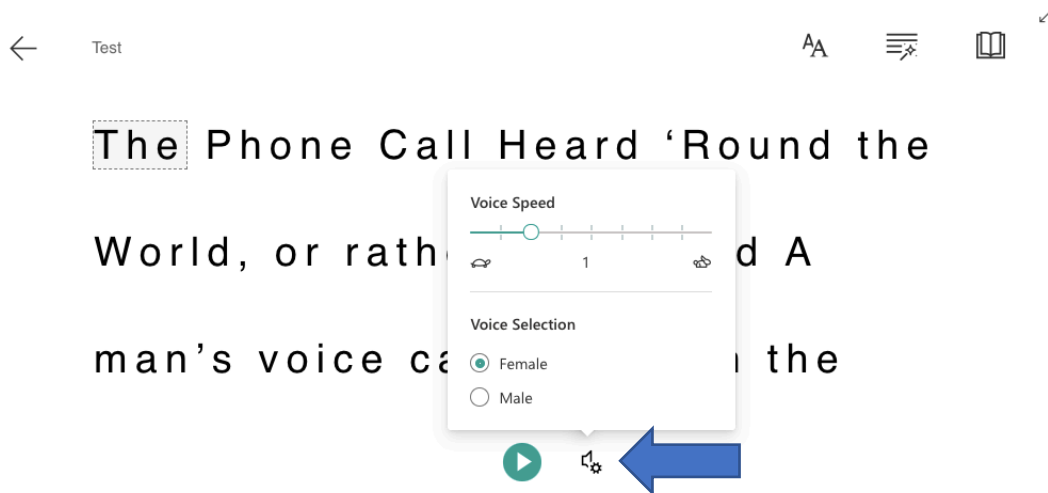 Test
AA
The Phone Call Heard ‘Round the
World, or rath d A
man’s voice ca the
Voice Speed
1
Voice Selection
Female
Male